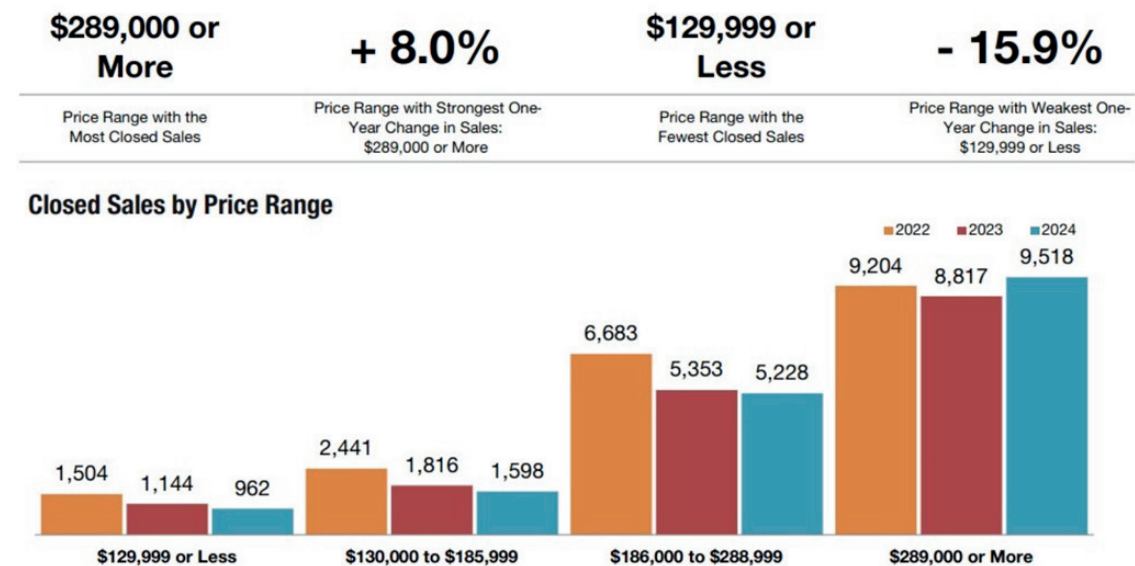 $289,000 or
More
+ 8.0%
$129,999 or
Less
- 15.9%
Price Range with the
Most Closed Sales
Price Range with Strongest One-
Year Change in Sales:
$289,000 or More
Price Range with the
Fewest Closed Sales
Price Range with Weakest One-
Year Change in Sales:
$129,999 or Less
Closed Sales by Price Range
2022 2023 2024
1,504 1,144 962
2,441 1,816 1,598
6,683 5,353 5,228
9,204 8,817 9,518
$129,999 or Less $130,000 to $185,999 $186,000 to $288,999 $289,000 or More